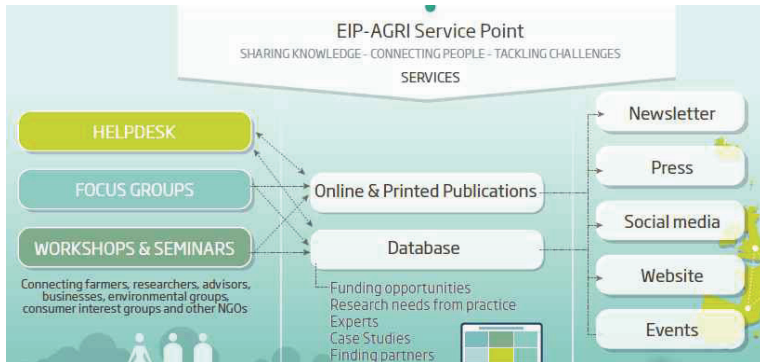 EIP-AGRI Service Point
SHARING KNOWLEDGE - CONNECTING PEOPLE - TACKLING CHALLENGES
SERVICES
HELPDESK
FOCUS GROUPS
WORKSHOPS & SEMINARS
Connecting farmers, researchers, advisors,
businesses, environmental groups,
consumer interest groups and other NGOs
Online & Printed Publications
Database
Funding opportunities
Research needs from practice
Experts
Case Studies
Finding partners
Newsletter
Press
Social media
Website
Events